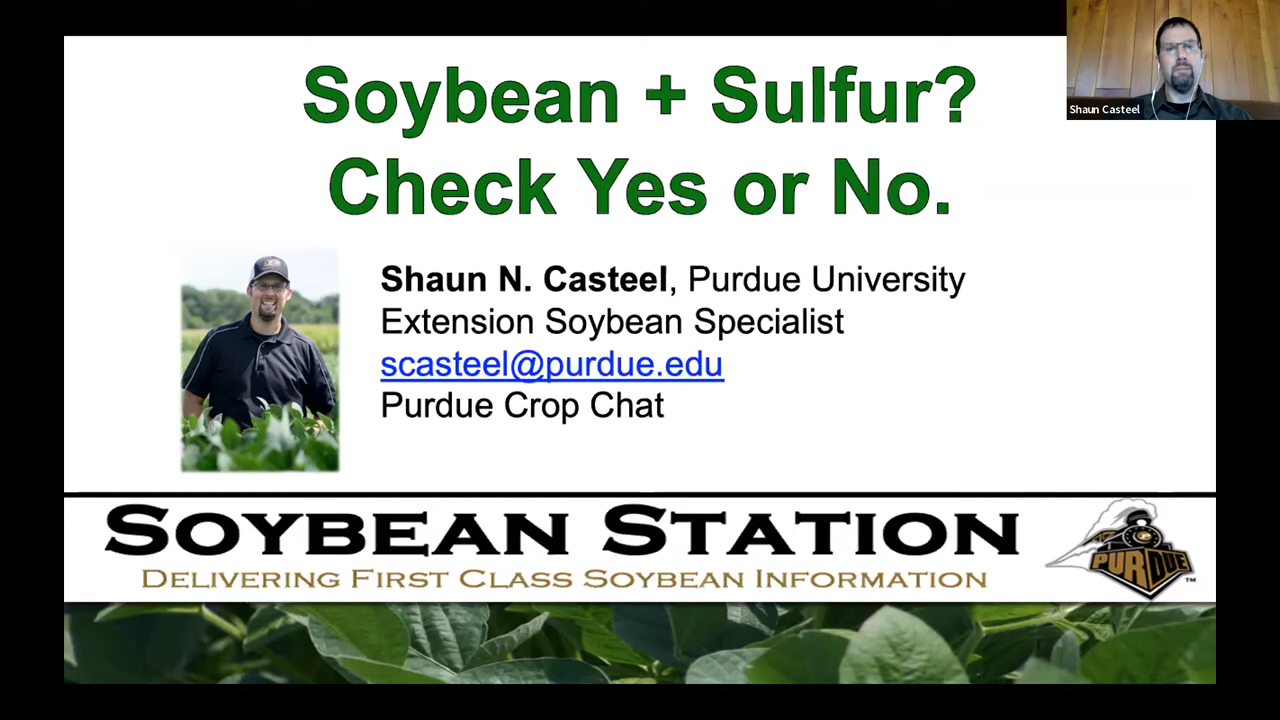 Soybean + Sulfur?
Check Yes or No.
Shaun Casteel
Shaun N. Casteel, Purdue University
Extension Soybean Specialist
scasteel@purdue.edu
Purdue Crop Chat
SOYBEAN STATION
DELIVERING FIRST CLASS SOYBEAN INFORMATION
PURDUE
TM